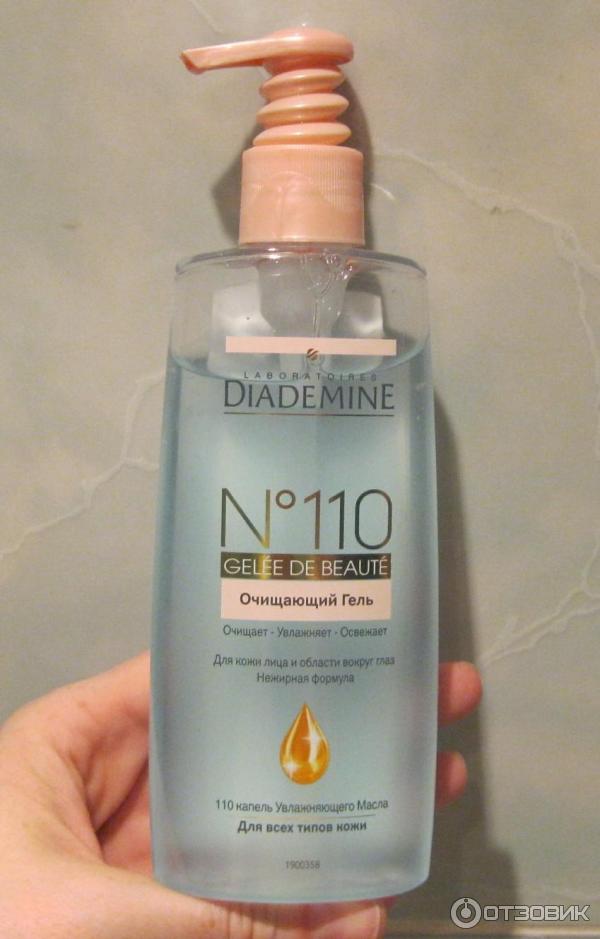 LABORATOIRES
DIADEMINE
N°110
GELÉE DE BEAUTÉ
Очищающий Гель
Очищает - Увлажняет - Освежает
Для кожи лица и области вокруг глаз
Нежирная формула
110 капель Увлажняющего Масла
Для всех типов кожи
1900358
ОТЗОВИК